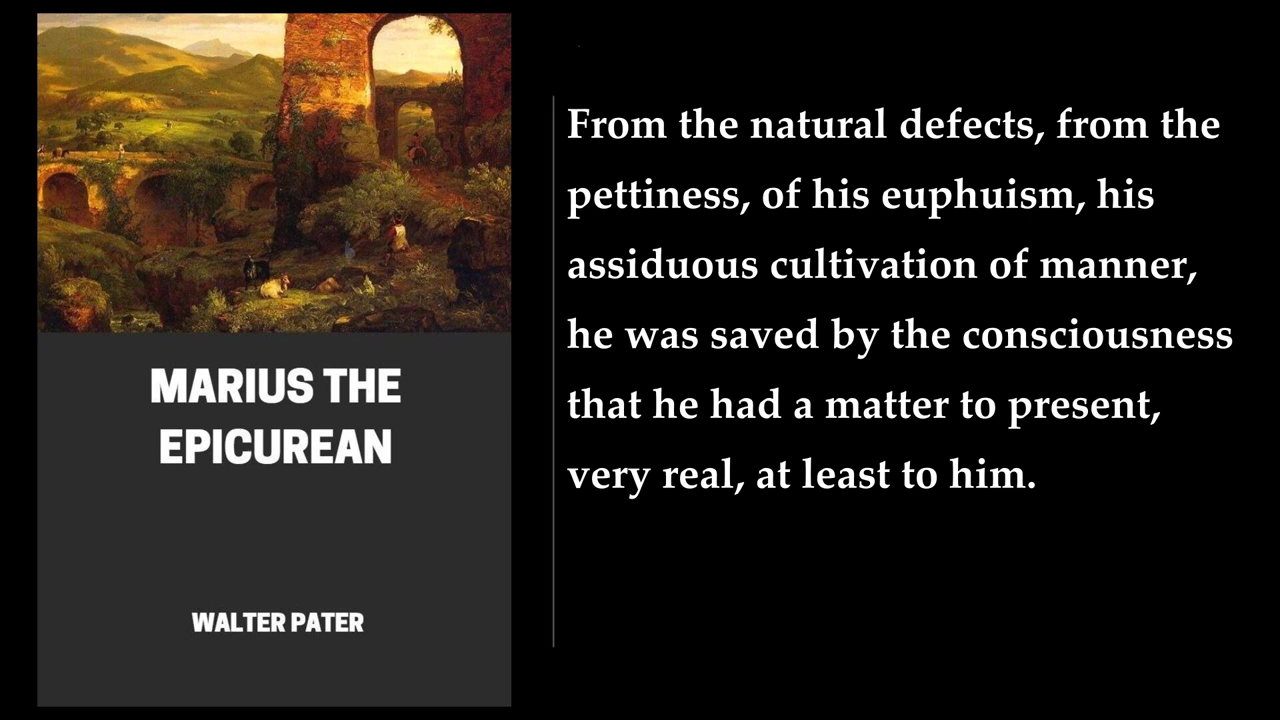 MARIUS THE
EPICUREAN
WALTER PATER
From the natural defects, from the
pettiness, of his euphuism, his
assiduous cultivation of manner,
he was saved by the consciousness
that he had a matter to present,
very real, at least to him.